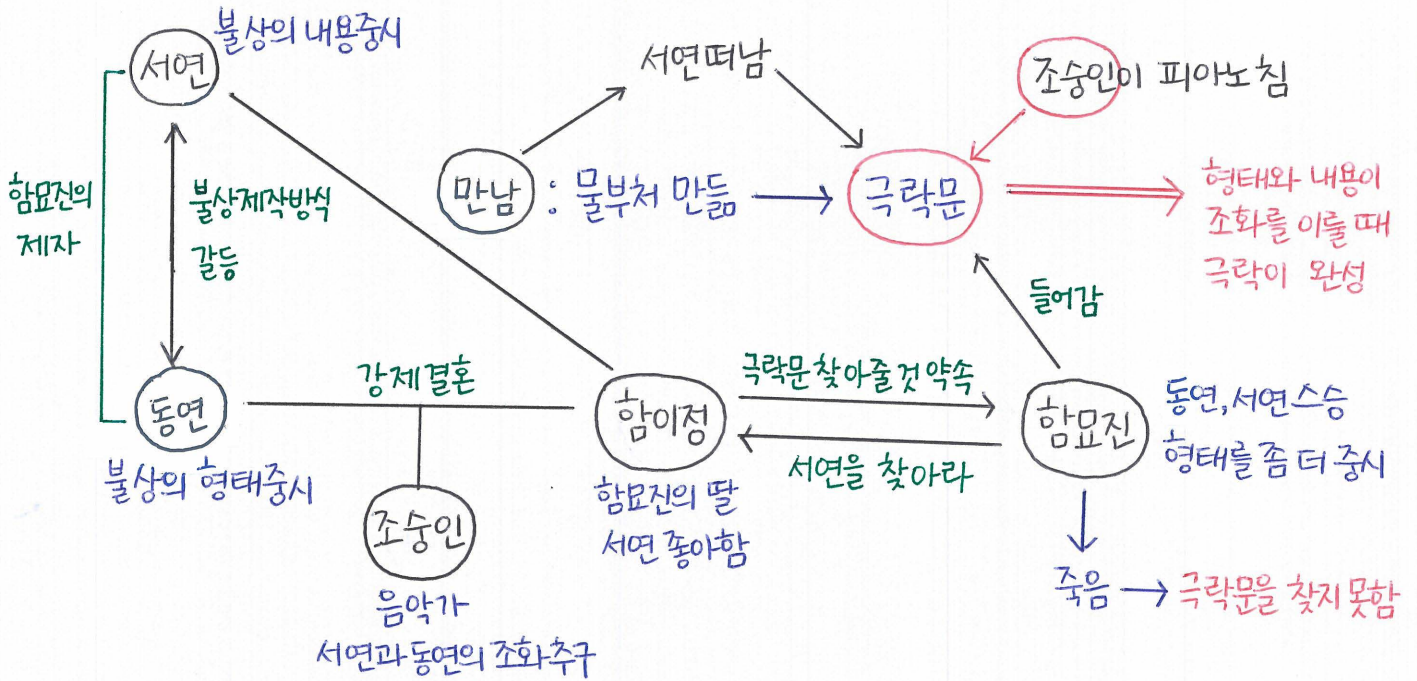 불상의 내용중시
서연
서연떠남
조숭인이 피아노침
함묘진의
제자
불상제작방식
갈등
만남 : 물부처 만듦
극락문
형태와 내용이
조화를 이룰 때
극락이 완성
들어감
강제결혼
극락문찾아줄것 약속
동연
함이정
함묘진
동연,서연스승
형태를 좀 더 중시
불상의 형태중시
서연을 찾아라
조숭인
함묘진의 딸
서연 좋아함
음악가
서연과동연의 조화추구
죽음
극락문을 찾지 못함